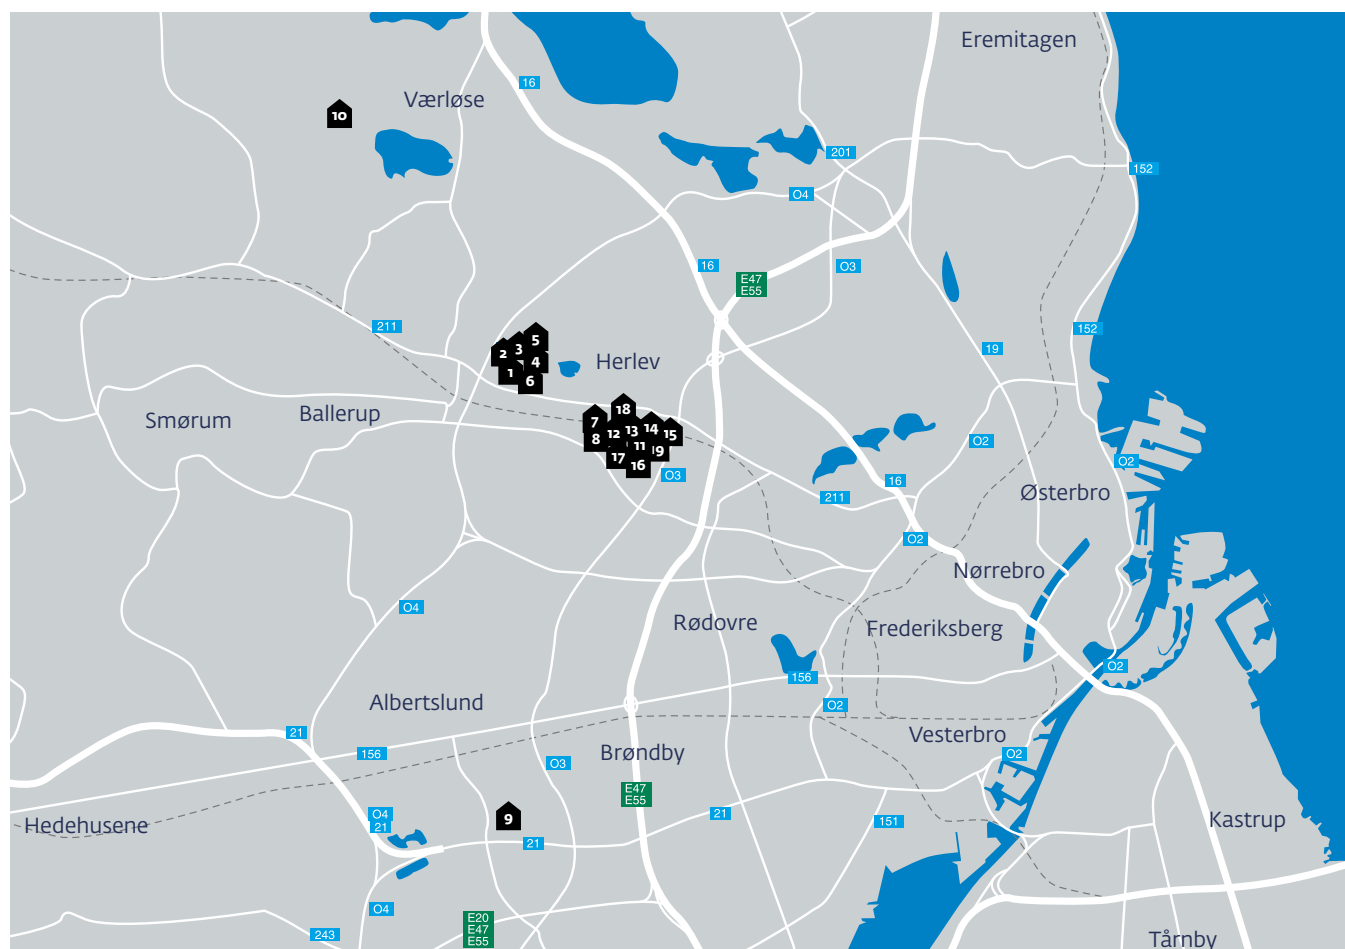 Eremitagen
16
Værløse
10
201
152
O4
16
E47
E55
O3
211
152
5
3
2
4
1
6
Herlev
19
18
7
14
13
12
15
8
11
19
17
16
O3
Smørum
Ballerup
O2
O2
16
211
Østerbro
O2
Nørrebro
O4
Rødovre
Frederiksberg
O2
156
Albertslund
O2
21
Vesterbro
156
Brøndby
O2
O3
E47
E55
O4
21
21
9
151
Kastrup
Hedehusene
21
O4
E20
E47
E55
243
Tårnby